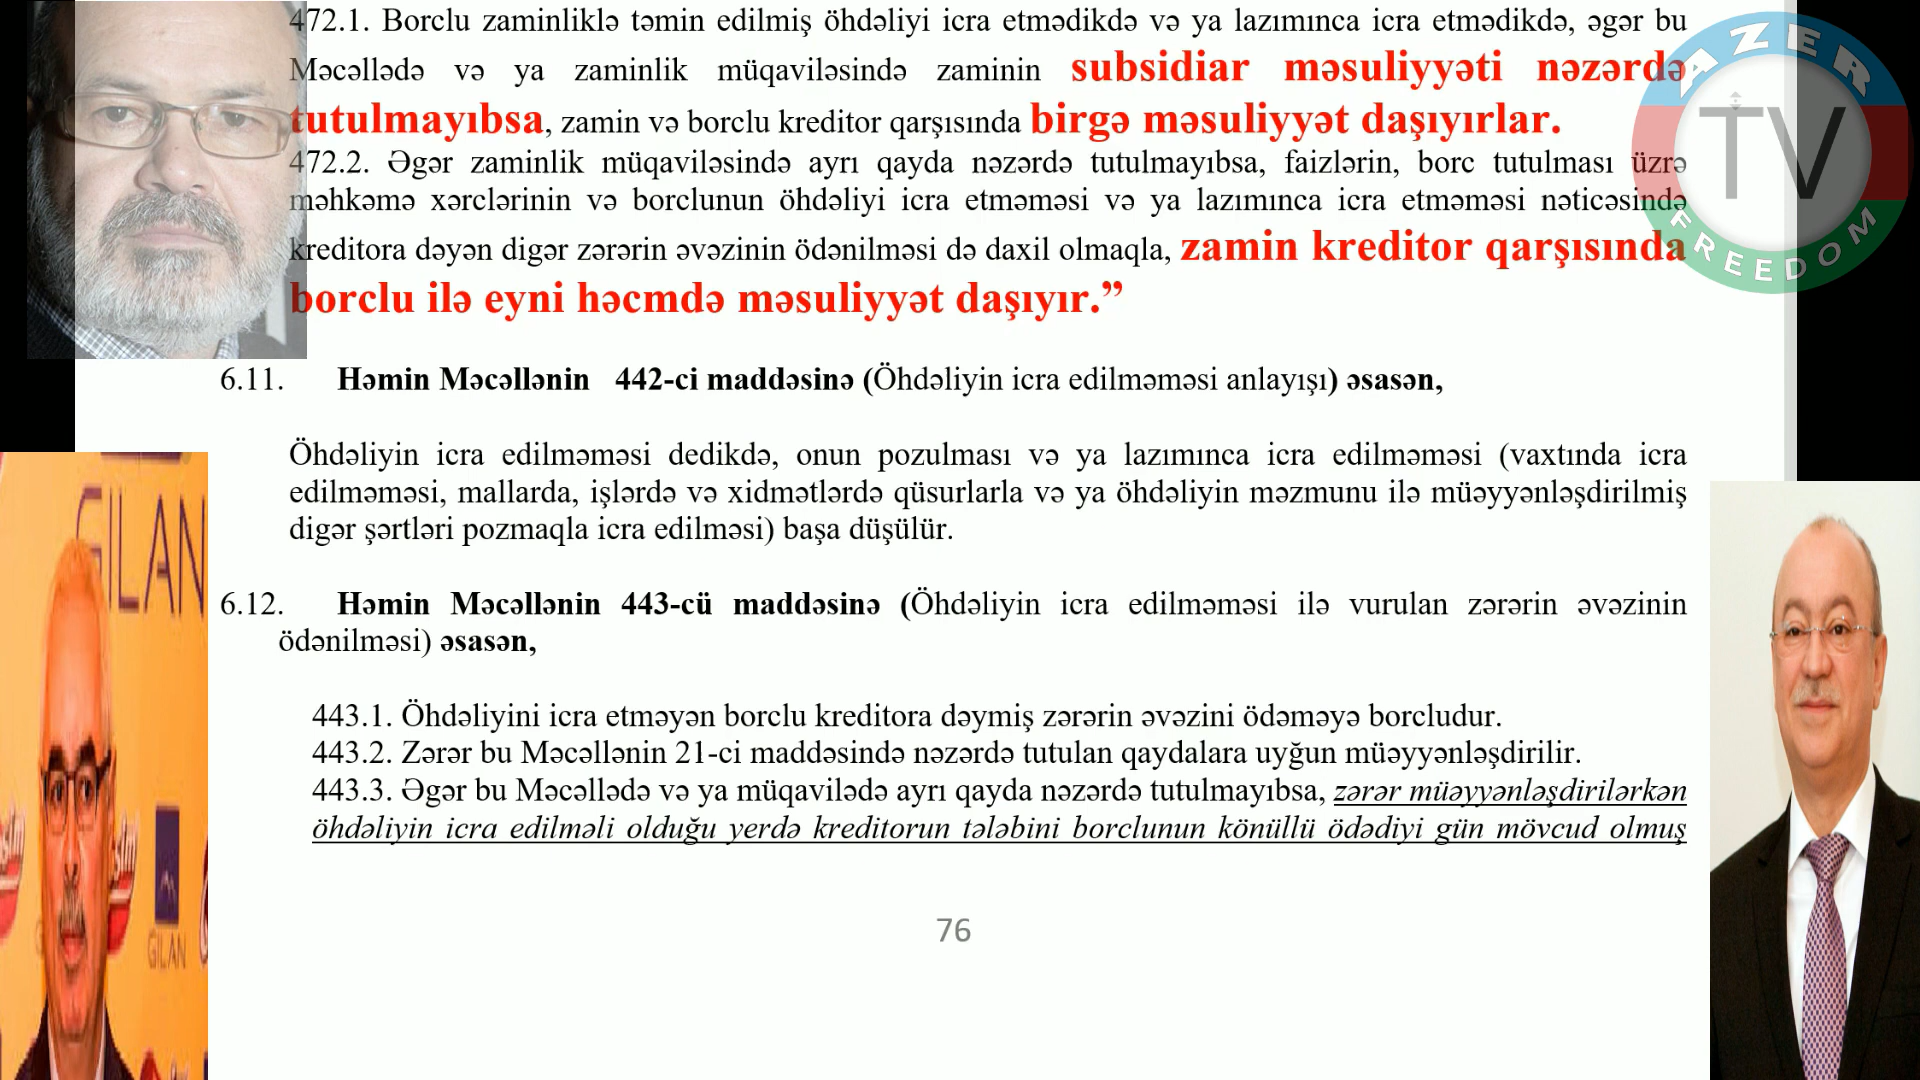 472.1. Borclu zaminliklə təmin edilmiş öhdəliyi icra etmədikdə və ya lazımınca icra etmədikdə, əgər bu
Məcəllədə və ya zaminlik müqaviləsində zaminin subsidiar məsuliyyəti nəzərdə
tutulmayıbsa, zamin və borclu kreditor qarşısında birgə məsuliyyət daşıyırlar.
472.2. Əgər zaminlik müqaviləsində ayrı qayda nəzərdə tutulmayıbsa, faizlərin, borc tutulması üzrə
məhkəmə xərclərinin və borclunun öhdəliyi icra etməməsi və ya lazımınca icra etməməsi nəticəsində
kreditora dəyən digər zərərin əvəzinin ödənilməsi də daxil olmaqla, zamin kreditor qarşısında
borclu ilə eyni həcmdə məsuliyyət daşıyır.”
AZER
TV
FREEDOM
6.11. Həmin Məcəllənin 442-ci maddəsinə (Öhdəliyin icra edilməməsi anlayışı) əsasən,
Öhdəliyin icra edilməməsi dedikdə, onun pozulması və ya lazımınca icra edilməməsi (vaxtında icra
edilməməsi, mallarda, işlərdə və xidmətlərdə qüsurlarla və ya öhdəliyin məzmunu ilə müəyyənləşdirilmiş
digər şərtləri pozmaqla icra edilməsi) başa düşülür.
GILAN
6.12. Həmin Məcəllənin 443-cü maddəsinə (Öhdəliyin icra edilməməsi ilə vurulan zərərin əvəzinin
ödənilməsi) əsasən,
443.1. Öhdəliyini icra etməyən borclu kreditora dəymiş zərərin əvəzini ödəməyə borcludur.
443.2. Zərər bu Məcəllənin 21-ci maddəsində nəzərdə tutulan qaydalara uyğun müəyyənləşdirilir.
443.3. Əgər bu Məcəllədə və ya müqavilədə ayrı qayda nəzərdə tutulmayıbsa, zərər müəyyənləşdirilərkən
öhdəliyin icra edilməli olduğu yerdə kreditorun tələbini borclunun könüllü ödədiyi gün mövcud olmuş
GILAN
76